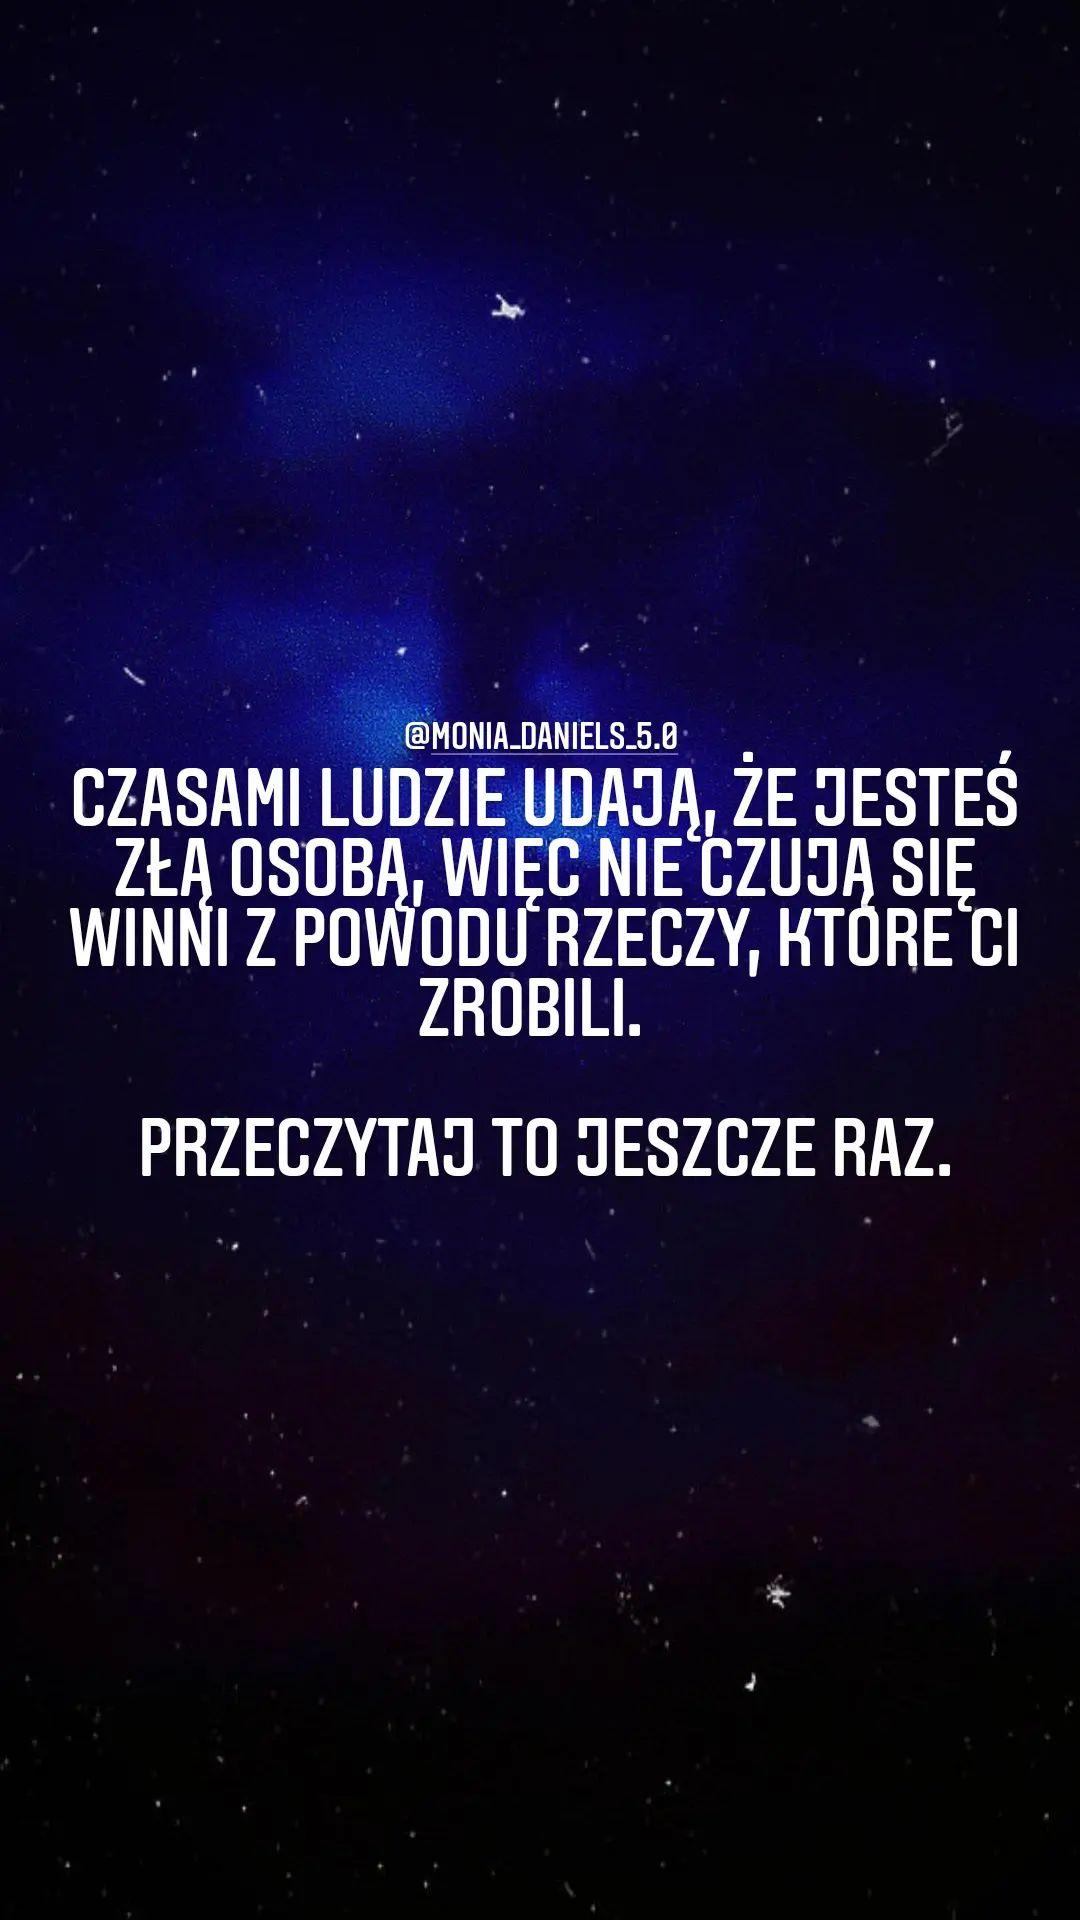 @MONIA_DANIELS_5.0
CZASAMI LUDZIE UDAJĄ, ŻE JESTEŚ
ZŁĄ OSOBĄ, WIĘC NIE CZUJĄ SIĘ
WINNI Z POWODU RZECZY, KTÓRE CI
ZROBILI.
PRZECZYTAJ TO JESZCZE RAZ.